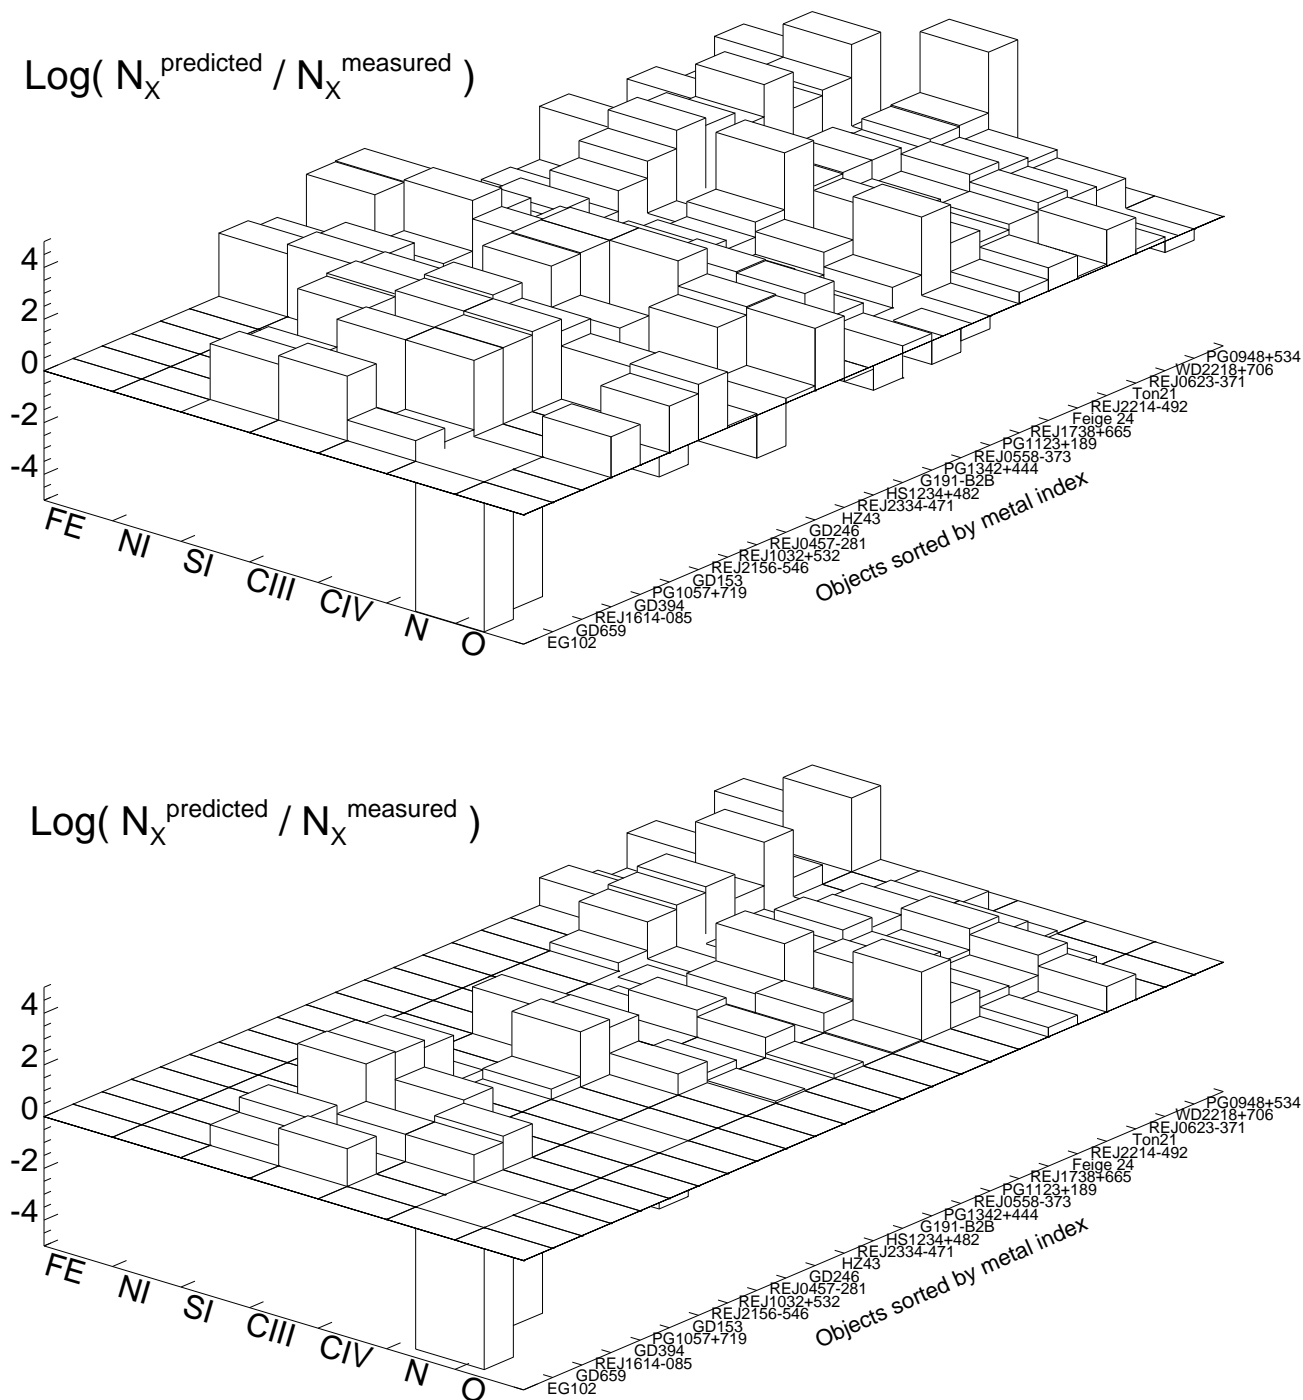 Log( N_X^predicted / N_X^measured )
4
2
0
-2
-4
FE
NI
SI
CIII
CIV
N
O
PG0948+534
WD2218+706
REJ0623-371
Ton21
REJ2214-492
Feige 24
REJ1738+665
PG1123+189
REJ0558-373
PG1342+444
G191-B2B
HS1234+482
REJ2334-471
HZ43
GD246
REJ0457-281
REJ1032+532
REJ2156-546
GD153
PG1057+719
GD394
REJ1614-085
GD659
EG102
Objects sorted by metal index
Log( N_X^predicted / N_X^measured )
4
2
0
-2
-4
FE
NI
SI
CIII
CIV
N
O
PG0948+534
WD2218+706
REJ0623-371
Ton21
REJ2214-492
Feige 24
REJ1738+665
PG1123+189
REJ0558-373
PG1342+444
G191-B2B
HS1234+482
REJ2334-471
HZ43
GD246
REJ0457-281
REJ1032+532
REJ2156-546
GD153
PG1057+719
GD394
REJ1614-085
GD659
EG102
Objects sorted by metal index